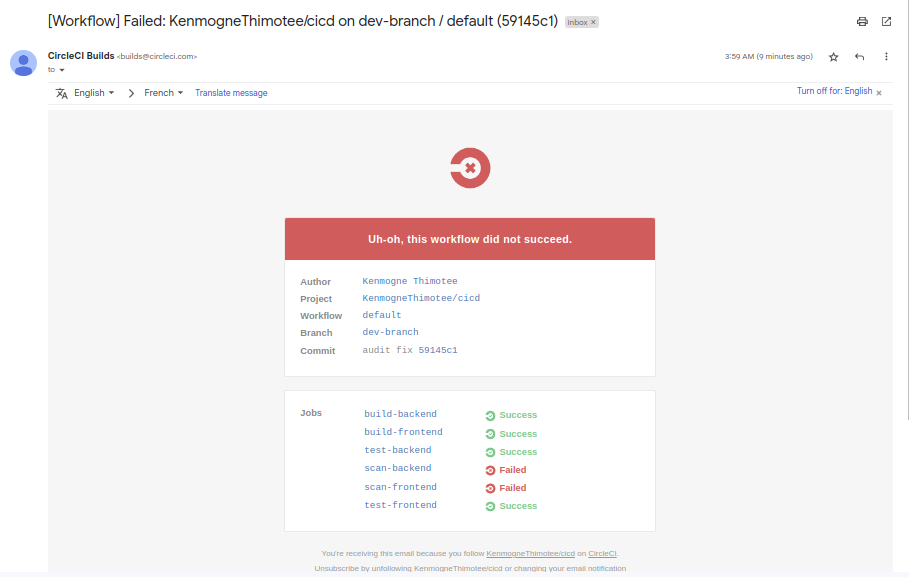 [Workflow] Failed: KenmogneThimotee/cicd on dev-branch / default (59145c1) Inbox ×
CircleCI Builds <builds@circleci.com> 3:59 AM (9 minutes ago)
to
English > French Translate message Turn off for: English ×
Uh-oh, this workflow did not succeed.
Author Kenmogne Thimotee
Project KenmogneThimotee/cicd
Workflow default
Branch dev-branch
Commit audit fix 59145c1
Jobs build-backend Success
build-frontend Success
test-backend Success
scan-backend Failed
scan-frontend Failed
test-frontend Success
You're receiving this email because you follow KenmogneThimotee/cicd on CircleCI.
Unsubscribe by unfollowing KenmogneThimotee/cicd or changing your email notification